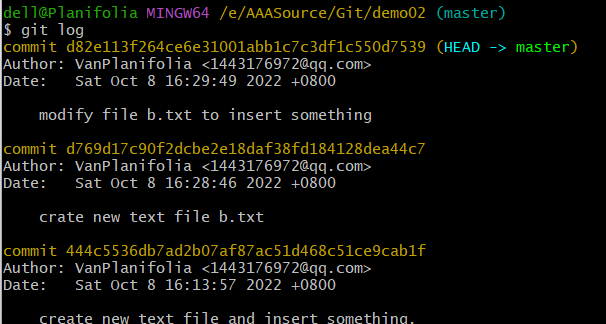 dell@Planifolia MINGW64 /e/AAASource/Git/demo02 (master)
$ git log
commit d82e113f264ce6e31001abb1c7c3df1c550d7539 (HEAD -> master)
Author: VanPlanifolia <1443176972@qq.com>
Date:   Sat Oct 8 16:29:49 2022 +0800
modify file b.txt to insert something
commit d769d17c90f2dcbe2e18daf38fd184128dea44c7
Author: VanPlanifolia <1443176972@qq.com>
Date:   Sat Oct 8 16:28:46 2022 +0800
crate new text file b.txt
commit 444c5536db7ad2b07af87ac51d468c51ce9cab1f
Author: VanPlanifolia <1443176972@qq.com>
Date:   Sat Oct 8 16:13:57 2022 +0800
create new text file and insert something.